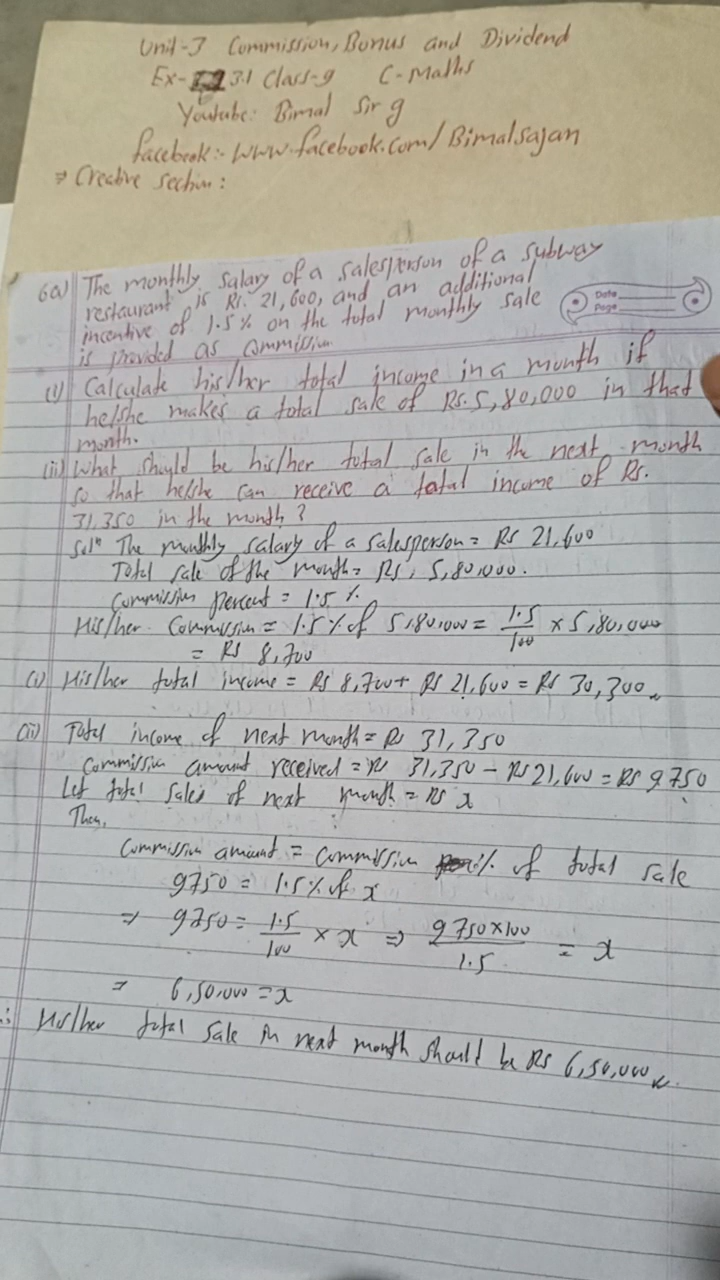 Unit-3 Commission, Bonus and Dividend
Ex- 3.1 Class-9 C-Maths
Youtube: Bimal Sir g
facebook:- www.facebook.com/Bimalsajan
⇒ Creative Section:
6a) The monthly salary of a salesperson of a subway
restaurant is Rs. 21,600, and an additional
incentive of 1.5% on the total monthly sale
is provided as commission.
Date
Page
(i) Calculate his/her total income in a month if
he/she makes a total sale of Rs. 5,80,000 in that
month.
(ii) What should be his/her total sale in the next month
so that he/she can receive a total income of Rs.
31,350 in the month?
Solⁿ The monthly salary of a salesperson = Rs 21,600
Total sale of the month = Rs, 5,80,000.
Commission percent = 1.5 %
His/her Commission = 1.5 % of 5,80,000 = 1.5/100 × 5,80,000
= Rs 8,700
(i) His/her total income = Rs 8,700 + Rs 21,600 = Rs 30,300
(ii) Total income of next month = Rs 31,350
Commission amount received = Rs 31,350 - Rs 21,600 = Rs 9750
Let total sales of next month = Rs x
Then,
Commission amount = commission % of total sale
9750 = 1.5% of x
⇒ 9750 = 1.5/100 × x ⇒ 9750×100/1.5 = x
⇒ 6,50,000 = x
∴ His/her total sale in next month should be Rs 6,50,000